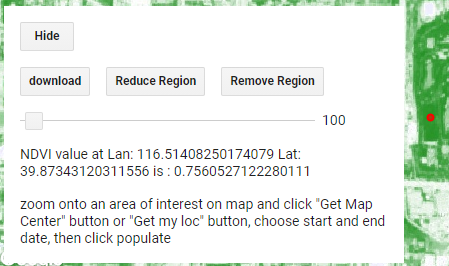 Hide
download Reduce Region Remove Region
100
NDVI value at Lan: 116.51408250174079 Lat:
39.87343120311556 is : 0.7560527122280111
zoom onto an area of interest on map and click "Get Map
Center" button or "Get my loc" button, choose start and end
date, then click populate